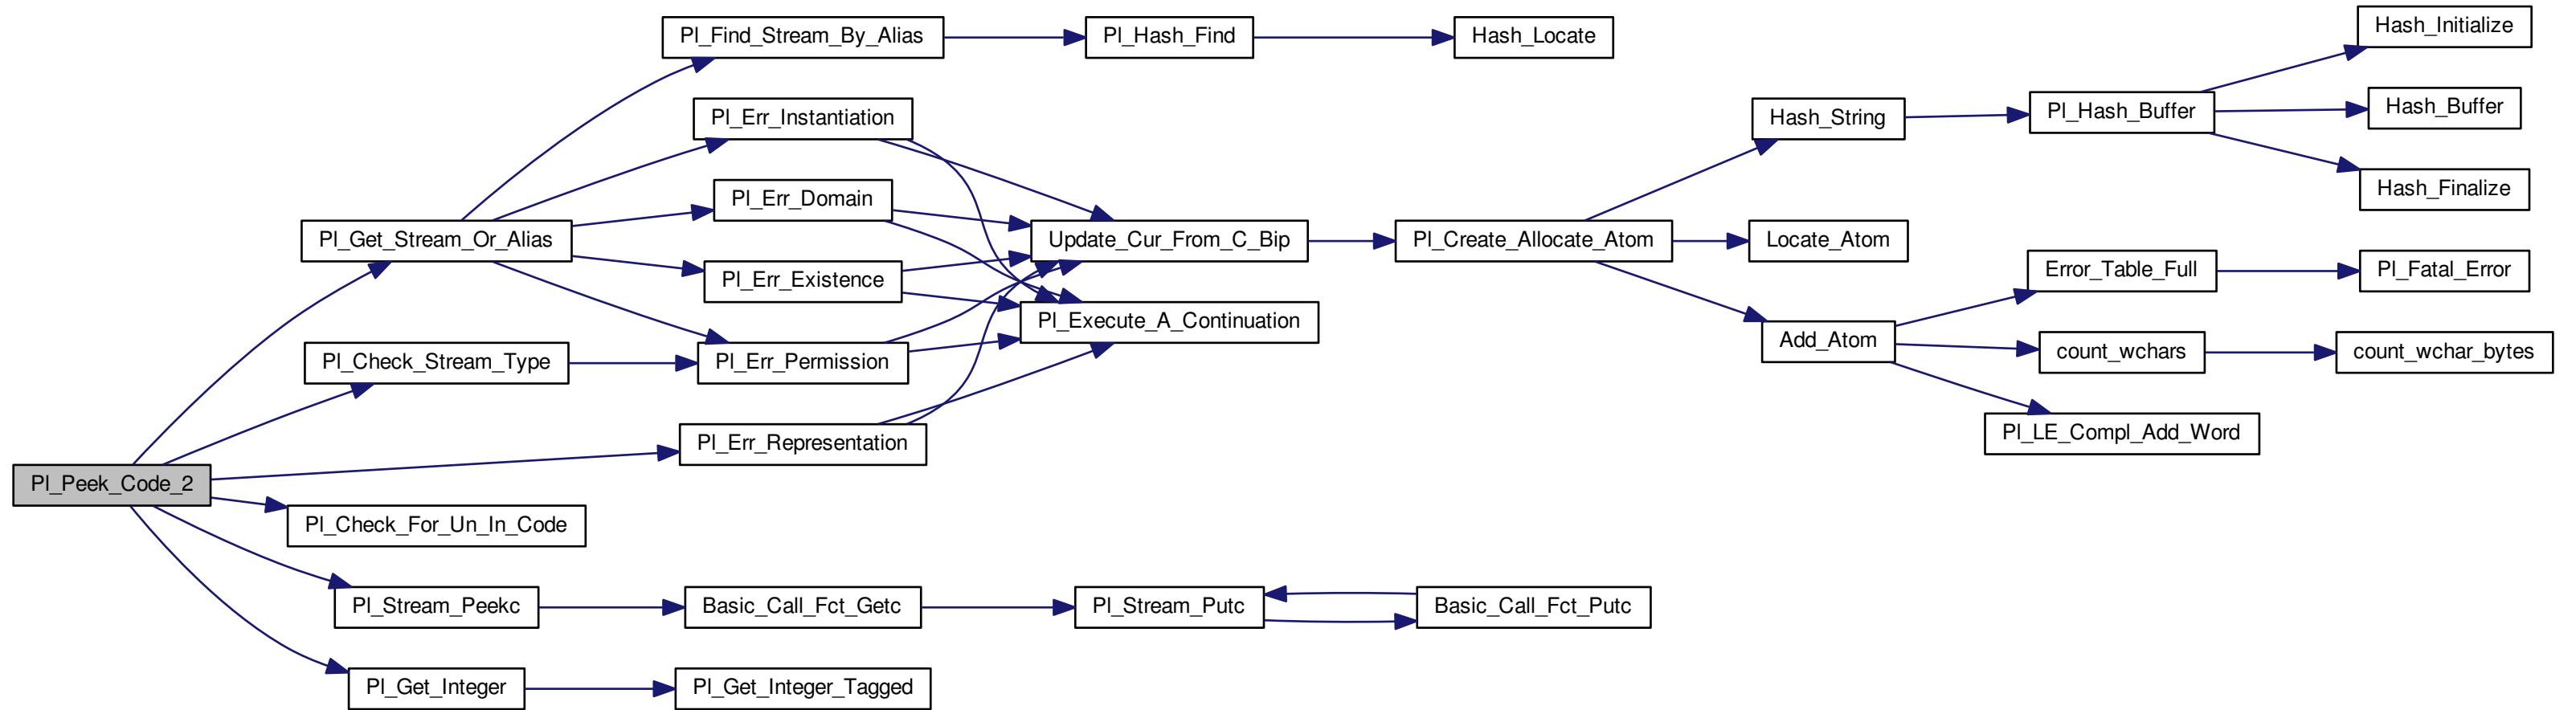 Pl_Peek_Code_2
Pl_Get_Stream_Or_Alias
Pl_Check_Stream_Type
Pl_Check_For_Un_In_Code
Pl_Stream_Peekc
Pl_Get_Integer
Pl_Find_Stream_By_Alias
Pl_Err_Instantiation
Pl_Err_Domain
Pl_Err_Existence
Pl_Err_Permission
Pl_Err_Representation
Basic_Call_Fct_Getc
Pl_Get_Integer_Tagged
Pl_Hash_Find
Update_Cur_From_C_Bip
Pl_Execute_A_Continuation
Pl_Stream_Putc
Hash_Locate
Pl_Create_Allocate_Atom
Basic_Call_Fct_Putc
Hash_String
Locate_Atom
Add_Atom
Pl_Hash_Buffer
Error_Table_Full
count_wchars
Pl_LE_Compl_Add_Word
Hash_Initialize
Hash_Buffer
Hash_Finalize
Pl_Fatal_Error
count_wchar_bytes